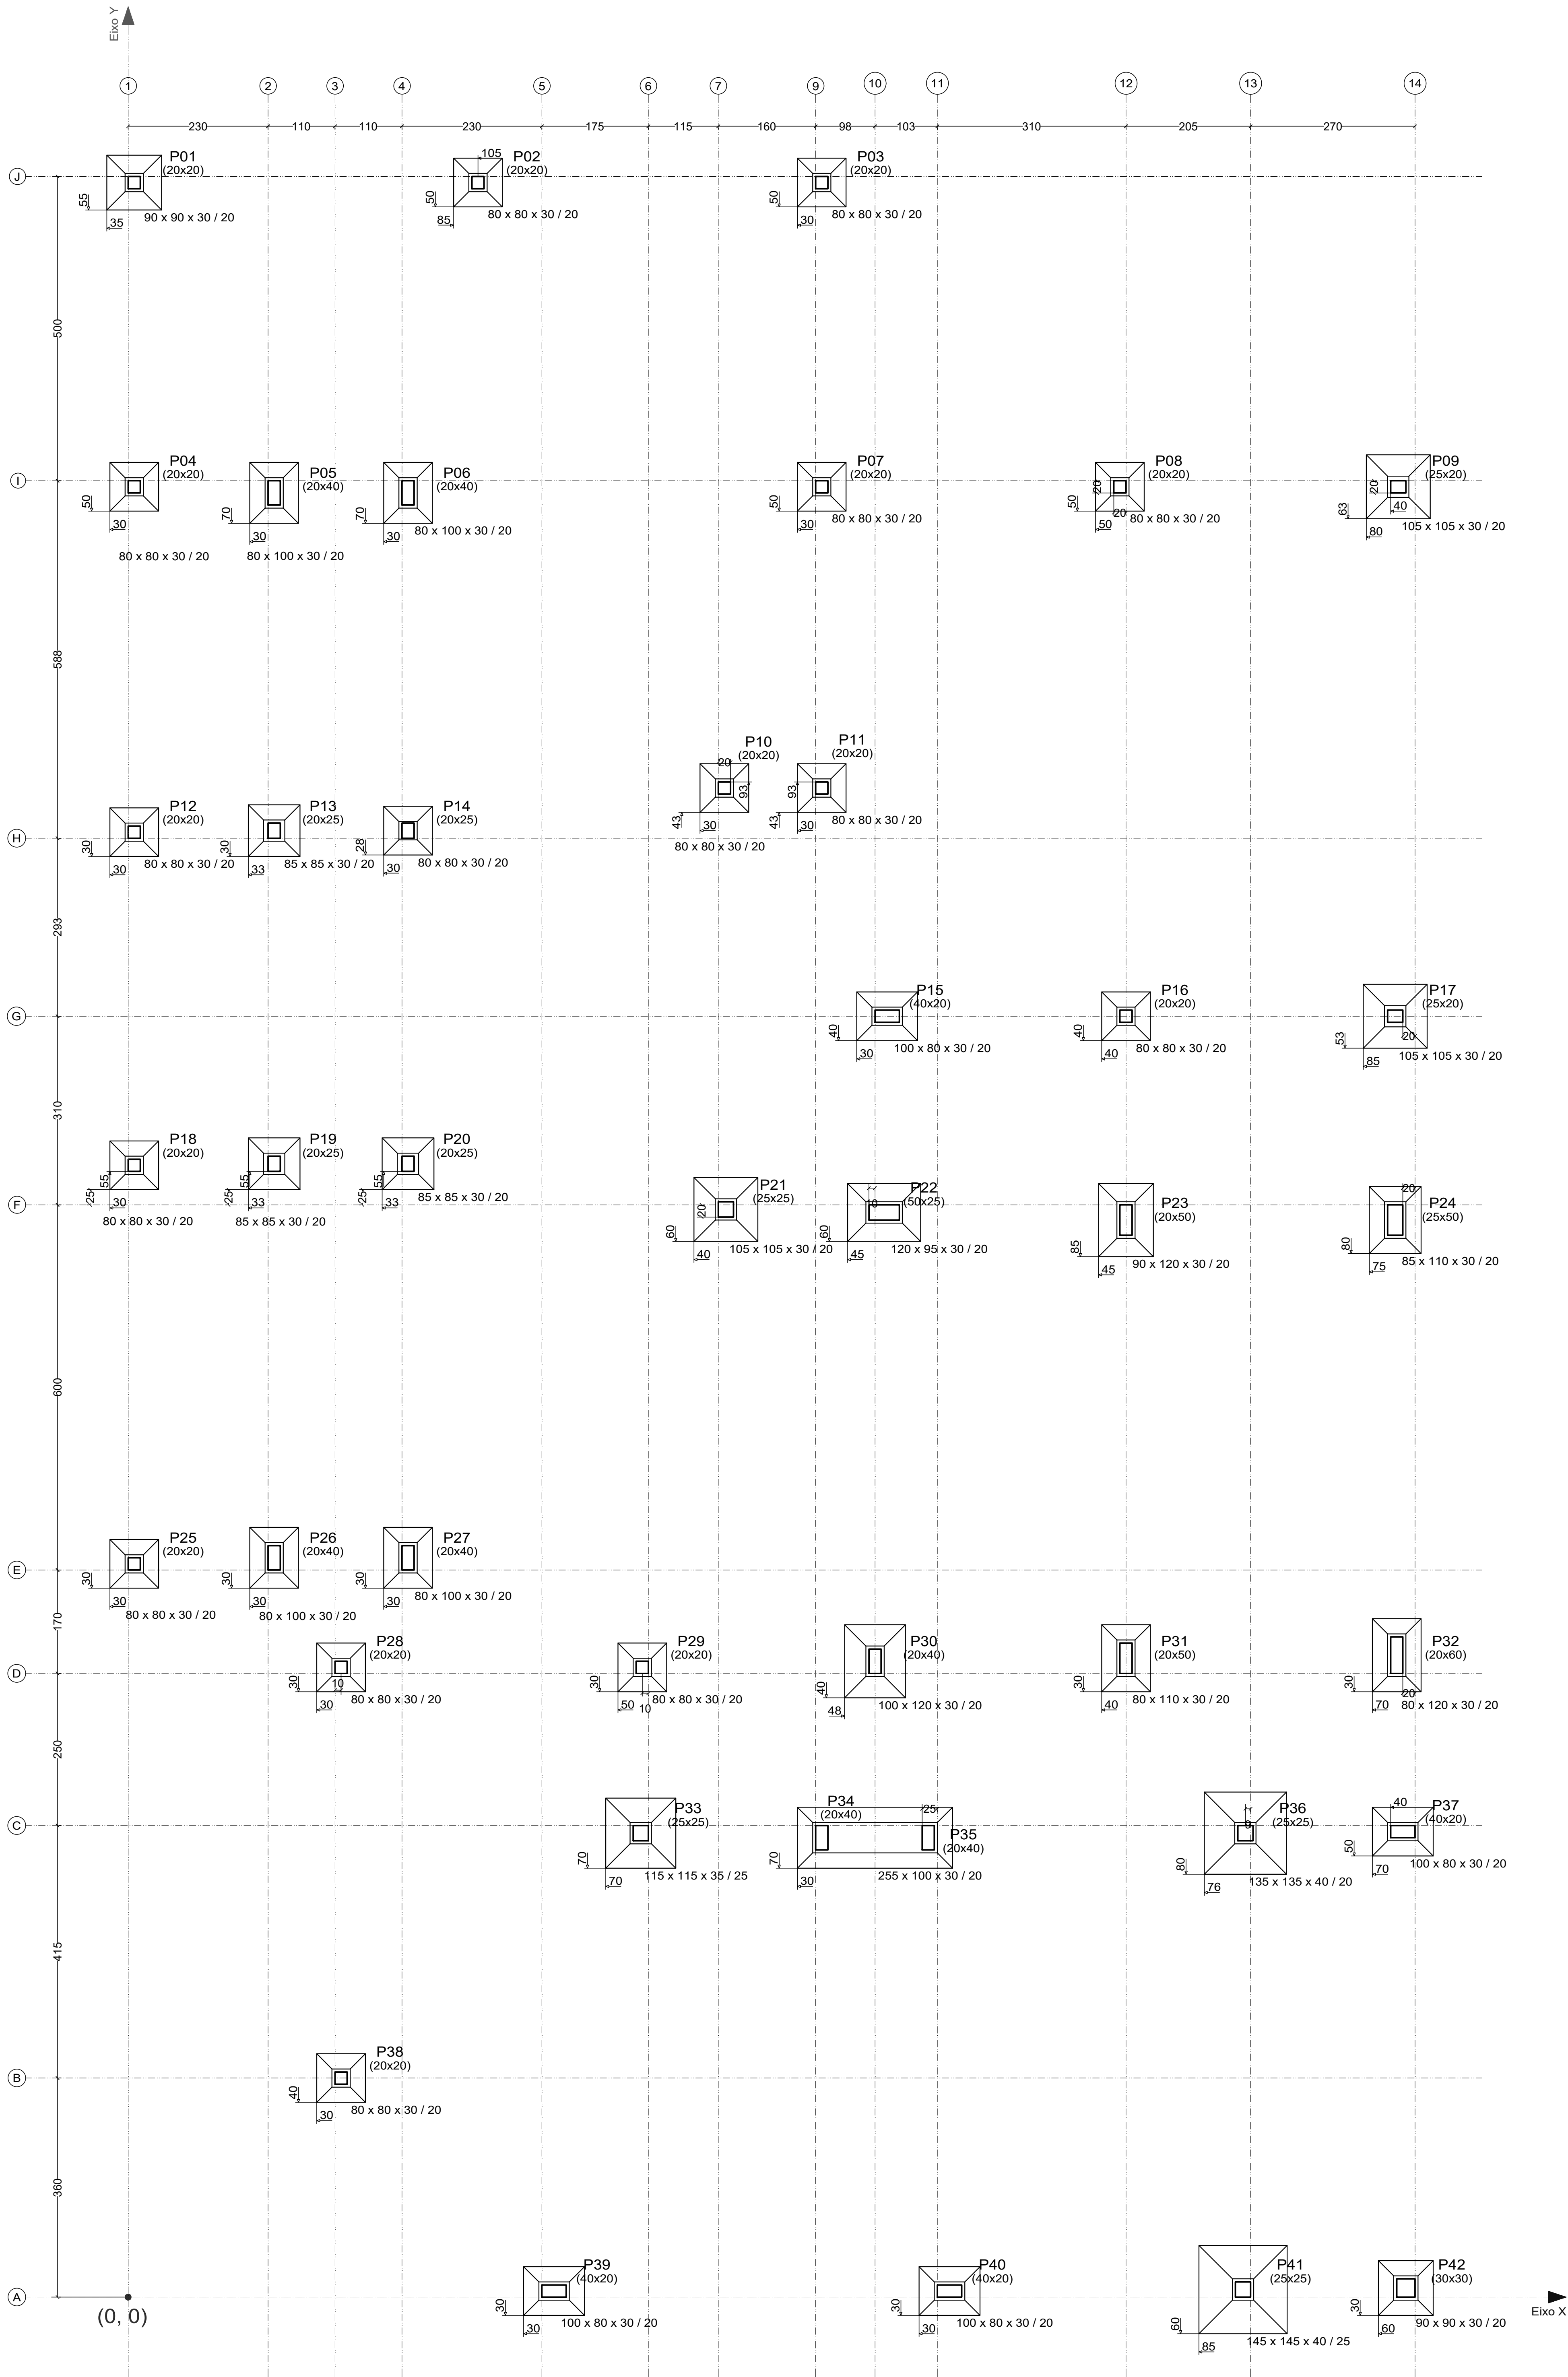 Eixo Y
1 2 3 4 5 6 7 9 10 11 12 13 14
230 110 110 230 175 115 160 98 103 310 205 270
J
P01
(20x20)
55
35
90 x 90 x 30 / 20
P02
105
(20x20)
50
85
80 x 80 x 30 / 20
P03
(20x20)
50
30
80 x 80 x 30 / 20
500
I
P04
(20x20)
50
30
80 x 80 x 30 / 20
P05
(20x40)
70
30
80 x 100 x 30 / 20
P06
(20x40)
70
30
80 x 100 x 30 / 20
P07
(20x20)
50
30
80 x 80 x 30 / 20
P08
(20x20)
20
20
50
50
80 x 80 x 30 / 20
P09
(25x20)
20
40
63
80
105 x 105 x 30 / 20
588
P10
(20x20)
20
93
43
30
80 x 80 x 30 / 20
P11
(20x20)
93
43
30
80 x 80 x 30 / 20
H
P12
(20x20)
30
30
80 x 80 x 30 / 20
P13
(20x25)
30
33
85 x 85 x 30 / 20
P14
(20x25)
28
30
80 x 80 x 30 / 20
293
G
P15
(40x20)
40
30
100 x 80 x 30 / 20
P16
(20x20)
40
40
80 x 80 x 30 / 20
P17
(25x20)
20
53
85
105 x 105 x 30 / 20
310
P18
(20x20)
55
25
30
80 x 80 x 30 / 20
P19
(20x25)
55
25
33
85 x 85 x 30 / 20
P20
(20x25)
55
25
33
85 x 85 x 30 / 20
F
P21
(25x25)
20
60
40
105 x 105 x 30 / 20
P22
(50x25)
10
60
45
120 x 95 x 30 / 20
P23
(20x50)
85
45
90 x 120 x 30 / 20
P24
20
(25x50)
80
75
85 x 110 x 30 / 20
600
E
P25
(20x20)
30
30
80 x 80 x 30 / 20
P26
(20x40)
30
30
80 x 100 x 30 / 20
P27
(20x40)
30
30
80 x 100 x 30 / 20
170
D
P28
(20x20)
10
30
30
80 x 80 x 30 / 20
P29
(20x20)
30
50
10
80 x 80 x 30 / 20
P30
(20x40)
40
48
100 x 120 x 30 / 20
P31
(20x50)
30
40
80 x 110 x 30 / 20
P32
(20x60)
20
30
70
80 x 120 x 30 / 20
250
C
P33
(25x25)
70
70
115 x 115 x 35 / 25
P34
(20x40)
25
P35
(20x40)
70
30
255 x 100 x 30 / 20
P36
(25x25)
9
80
76
135 x 135 x 40 / 20
P37
40
(40x20)
50
70
100 x 80 x 30 / 20
415
B
P38
(20x20)
40
30
80 x 80 x 30 / 20
360
A
(0, 0)
P39
(40x20)
30
30
100 x 80 x 30 / 20
P40
(40x20)
30
30
100 x 80 x 30 / 20
P41
(25x25)
60
85
145 x 145 x 40 / 25
P42
(30x30)
30
60
90 x 90 x 30 / 20
Eixo X